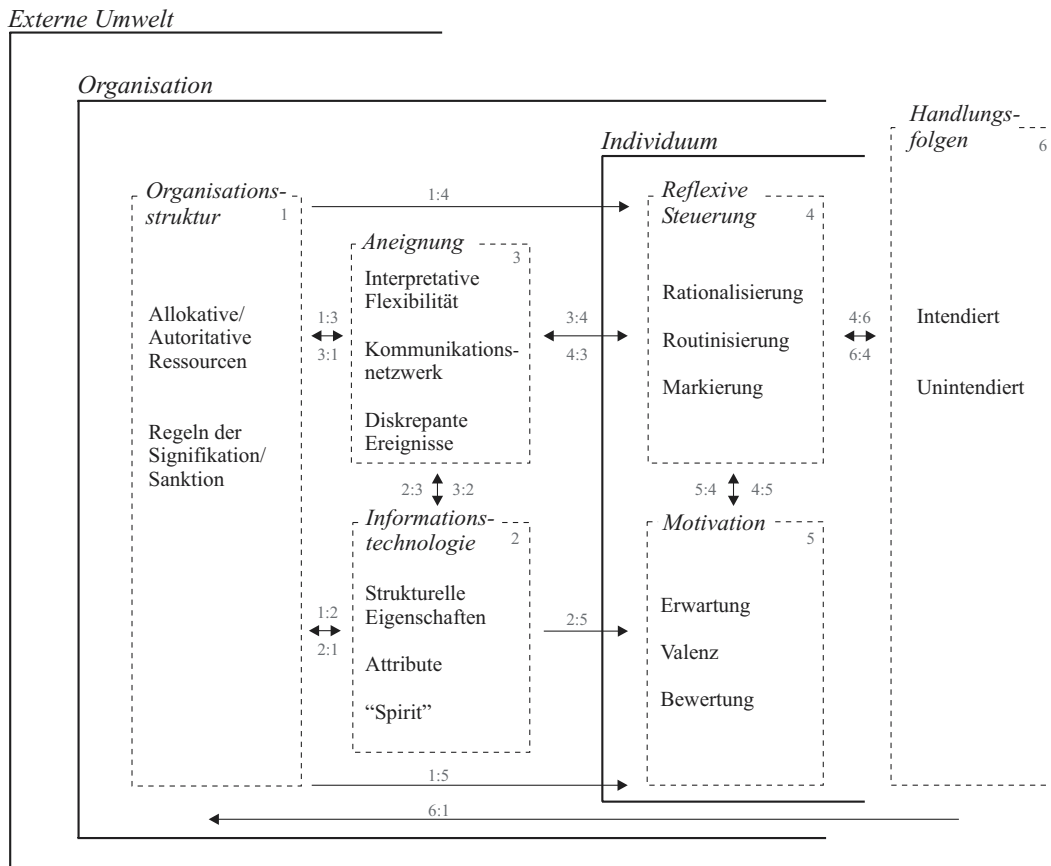 Externe Umwelt
Organisation
Handlungs-
folgen
6
Individuum
Organisations-
struktur
1
1:4
Reflexive
Steuerung
4
Aneignung
3
Interpretative
Flexibilität
Allokative/
Autoritative
Ressourcen
1:3
3:1
Kommunikations-
netzwerk
3:4
4:3
Rationalisierung
Routinisierung
Markierung
4:6
6:4
Intendiert
Unintendiert
Regeln der
Signifikation/
Sanktion
Diskrepante
Ereignisse
2:3
3:2
5:4
4:5
Informations-
technologie
2
Motivation
5
Strukturelle
Eigenschaften
1:2
2:1
2:5
Attribute
“Spirit”
Erwartung
Valenz
Bewertung
1:5
6:1